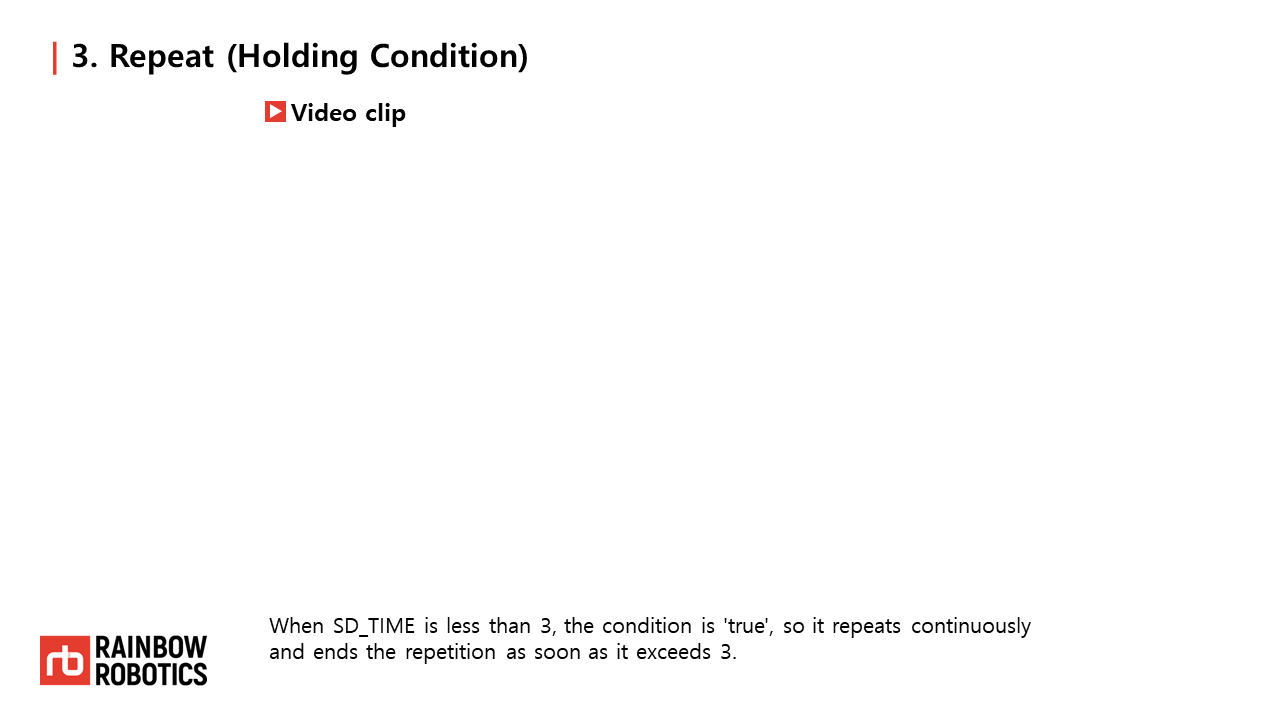 3. Repeat (Holding Condition)
Video clip
When SD_TIME is less than 3, the condition is 'true', so it repeats continuously
and ends the repetition as soon as it exceeds 3.
rb
RAINBOW
ROBOTICS